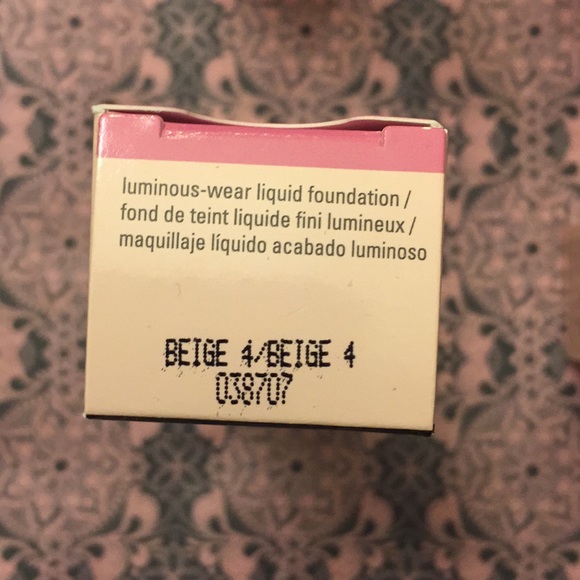 luminous-wear liquid foundation /
fond de teint liquide fini lumineux /
maquillaje líquido acabado luminoso
BEIGE 4/BEIGE 4
038707